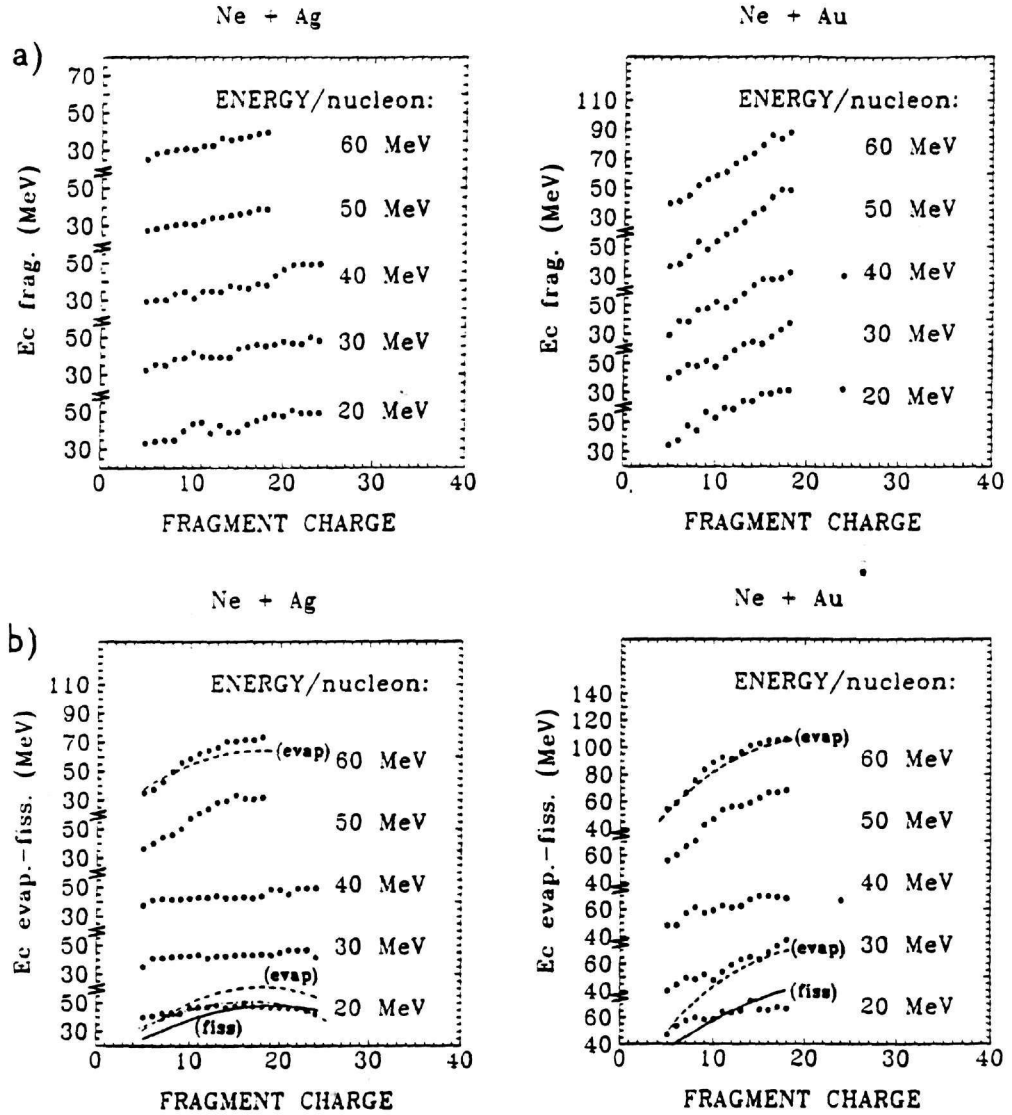 Ne + Ag
Ne + Au
a)
ENERGY/nucleon:
60 MeV
50 MeV
40 MeV
30 MeV
20 MeV
70
50
30
50
30
50
30
50
30
50
30
Ec frag. (MeV)
0 10 20 30 40
FRAGMENT CHARGE
ENERGY/nucleon:
60 MeV
50 MeV
40 MeV
30 MeV
20 MeV
110
90
70
50
30
50
30
50
30
50
30
50
30
Ec frag. (MeV)
0 10 20 30 40
FRAGMENT CHARGE
Ne + Ag
Ne + Au
b)
ENERGY/nucleon:
(evap)
60 MeV
50 MeV
40 MeV
30 MeV
(evap)
20 MeV
(fiss)
110
90
70
50
30
50
30
50
30
50
30
50
30
Ec evap.-fiss. (MeV)
0 10 20 30 40
FRAGMENT CHARGE
ENERGY/nucleon:
(evap)
60 MeV
50 MeV
40 MeV
(evap)
30 MeV
(fiss)
20 MeV
140
120
100
80
60
40
60
40
60
40
60
40
60
40
Ec evap.-fiss. (MeV)
0 10 20 30 40
FRAGMENT CHARGE